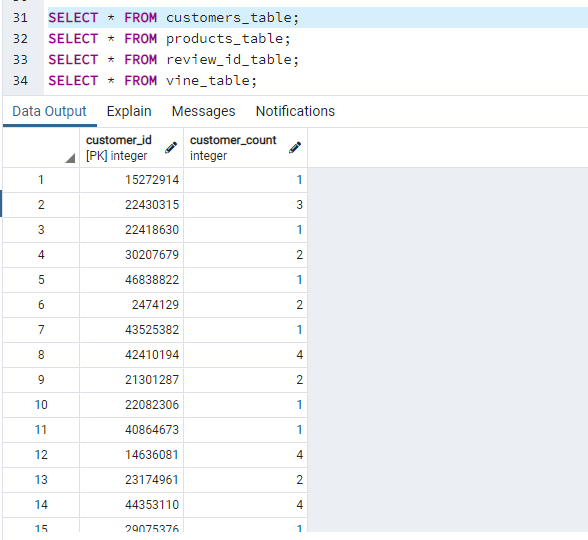 31 SELECT * FROM customers_table;
32 SELECT * FROM products_table;
33 SELECT * FROM review_id_table;
34 SELECT * FROM vine_table;
Data Output Explain Messages Notifications
customer_id customer_count
[PK] integer integer
1 15272914 1
2 22430315 3
3 22418630 1
4 30207679 2
5 46838822 1
6 2474129 2
7 43525382 1
8 42410194 4
9 21301287 2
10 22082306 1
11 40864673 1
12 14636081 4
13 23174961 2
14 44353110 4
15 29075376 1